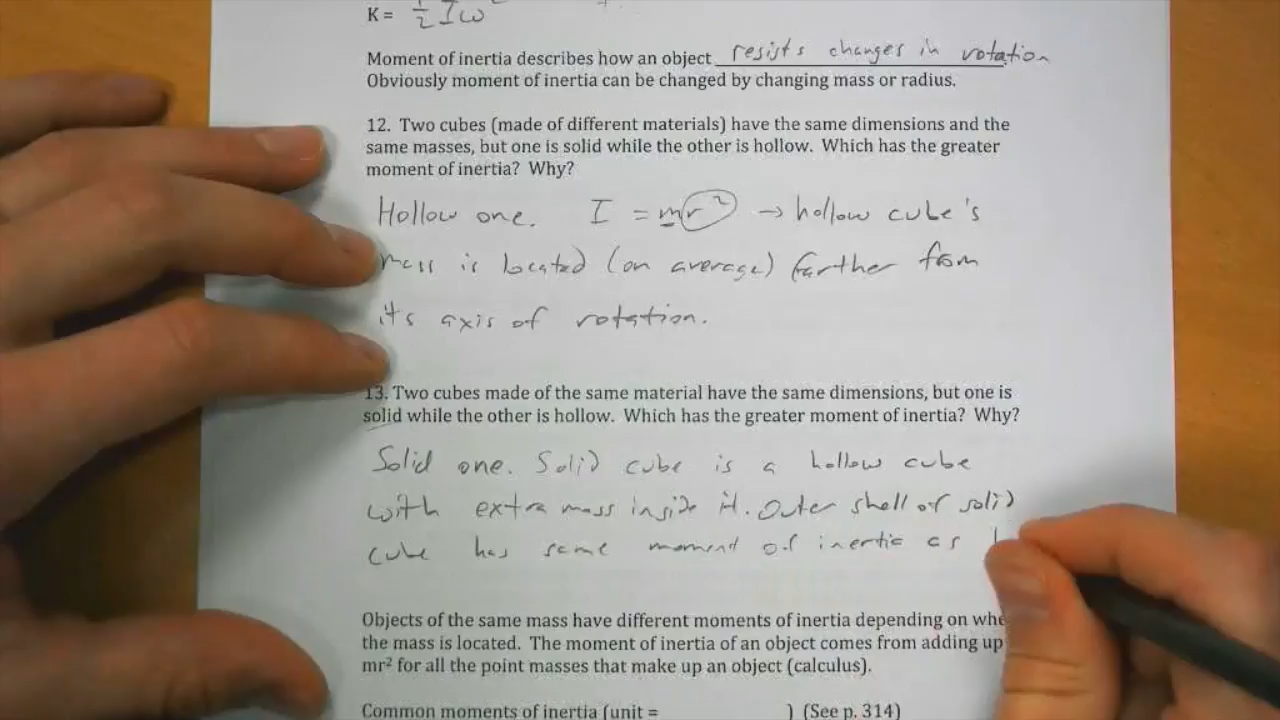 K = ½ Iω²
Moment of inertia describes how an object resists changes in rotation
Obviously moment of inertia can be changed by changing mass or radius.
12. Two cubes (made of different materials) have the same dimensions and the
same masses, but one is solid while the other is hollow. Which has the greater
moment of inertia? Why?
Hollow one. I = mr² → hollow cube's
mass is located (on average) farther from
its axis of rotation.
13. Two cubes made of the same material have the same dimensions, but one is
solid while the other is hollow. Which has the greater moment of inertia? Why?
Solid one. Solid cube is a hollow cube
with extra mass inside it. Outer shell of solid
cube has same moment of inertia as
Objects of the same mass have different moments of inertia depending on whe
the mass is located. The moment of inertia of an object comes from adding up
mr² for all the point masses that make up an object (calculus).
Common moments of inertia (unit = ) (See p. 314)